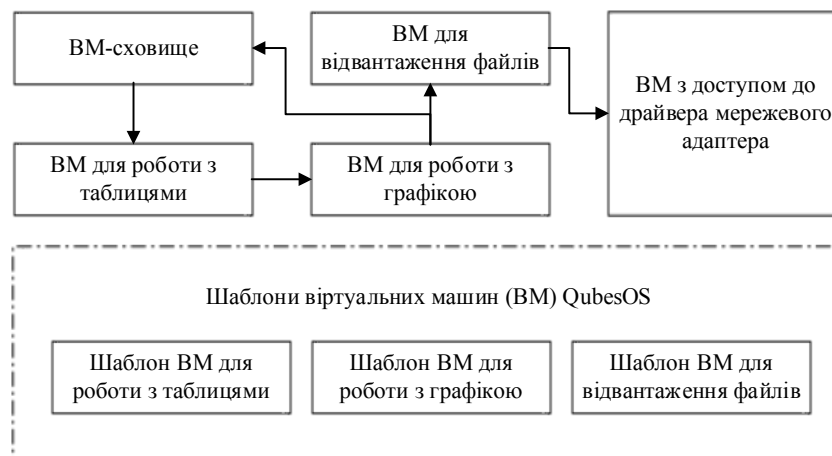 ВМ-сховище
ВМ для
відвантаження файлів
ВМ з доступом до
драйвера мережевого
адаптера
ВМ для роботи з
таблицями
ВМ для роботи з
графікою
Шаблони віртуальних машин (ВМ) QubesOS
Шаблон ВМ для
роботи з таблицями
Шаблон ВМ для
роботи з графікою
Шаблон ВМ для
відвантаження файлів